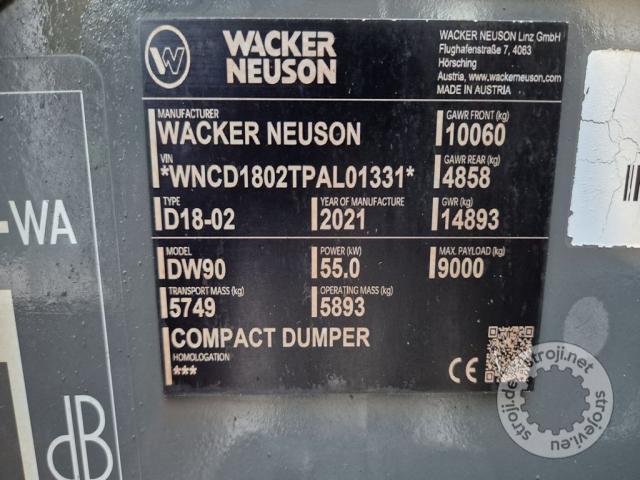 WACKER
NEUSON
WACKER NEUSON Linz GmbH
Flughafenstraße 7, 4063
Hörsching
Austria, www.wackerneuson.com
MADE IN AUSTRIA
MANUFACTURER
WACKER NEUSON
GAWR FRONT (kg)
10060
VIN
*WNCD1802TPAL01331*
GAWR REAR (kg)
4858
TYPE
D18-02
YEAR OF MANUFACTURE
2021
GWR (kg)
14893
MODEL
DW90
POWER (kW)
55.0
MAX. PAYLOAD (kg)
9000
TRANSPORT MASS (kg)
5749
OPERATING MASS (kg)
5893
COMPACT DUMPER
HOMOLOGATION
***
CE
-WA
dB
stroji.de
stroji.net
strojevi.eu